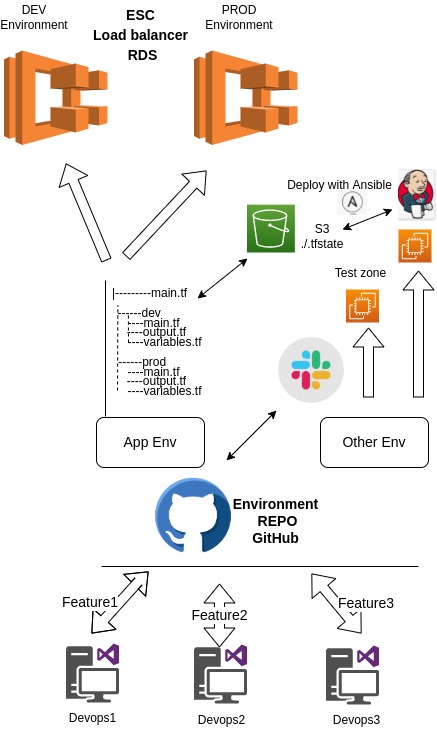 DEV
Environment
ESC
Load balancer
RDS
PROD
Environment
Deploy with Ansible
A
S3
./.tfstate
Test zone
|---------main.tf
------dev
----main.tf
----output.tf
----variables.tf
------prod
----main.tf
----output.tf
----variables.tf
App Env
Other Env
Environment
REPO
GitHub
Feature1
Feature2
Feature3
Devops1
Devops2
Devops3